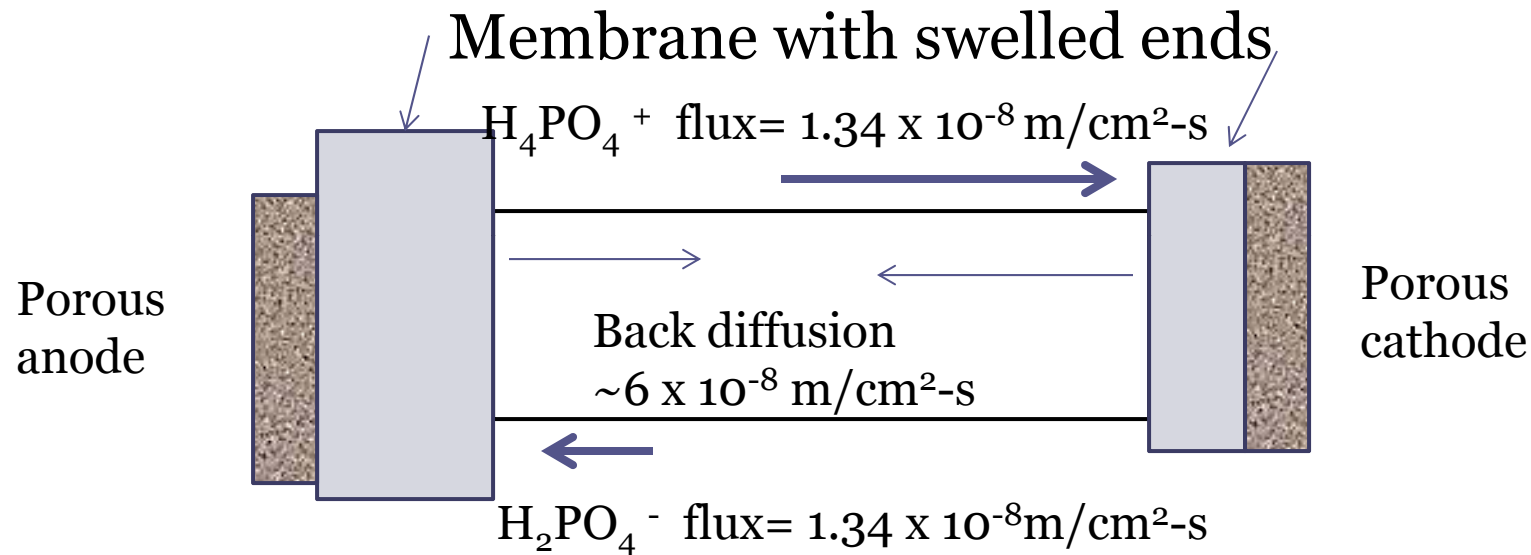 Membrane with swelled ends
H₄PO₄ ⁺ flux= 1.34 x 10⁻⁸ m/cm²-s
Porous
anode
Back diffusion
~6 x 10⁻⁸ m/cm²-s
Porous
cathode
H₂PO₄ ⁻ flux= 1.34 x 10⁻⁸m/cm²-s